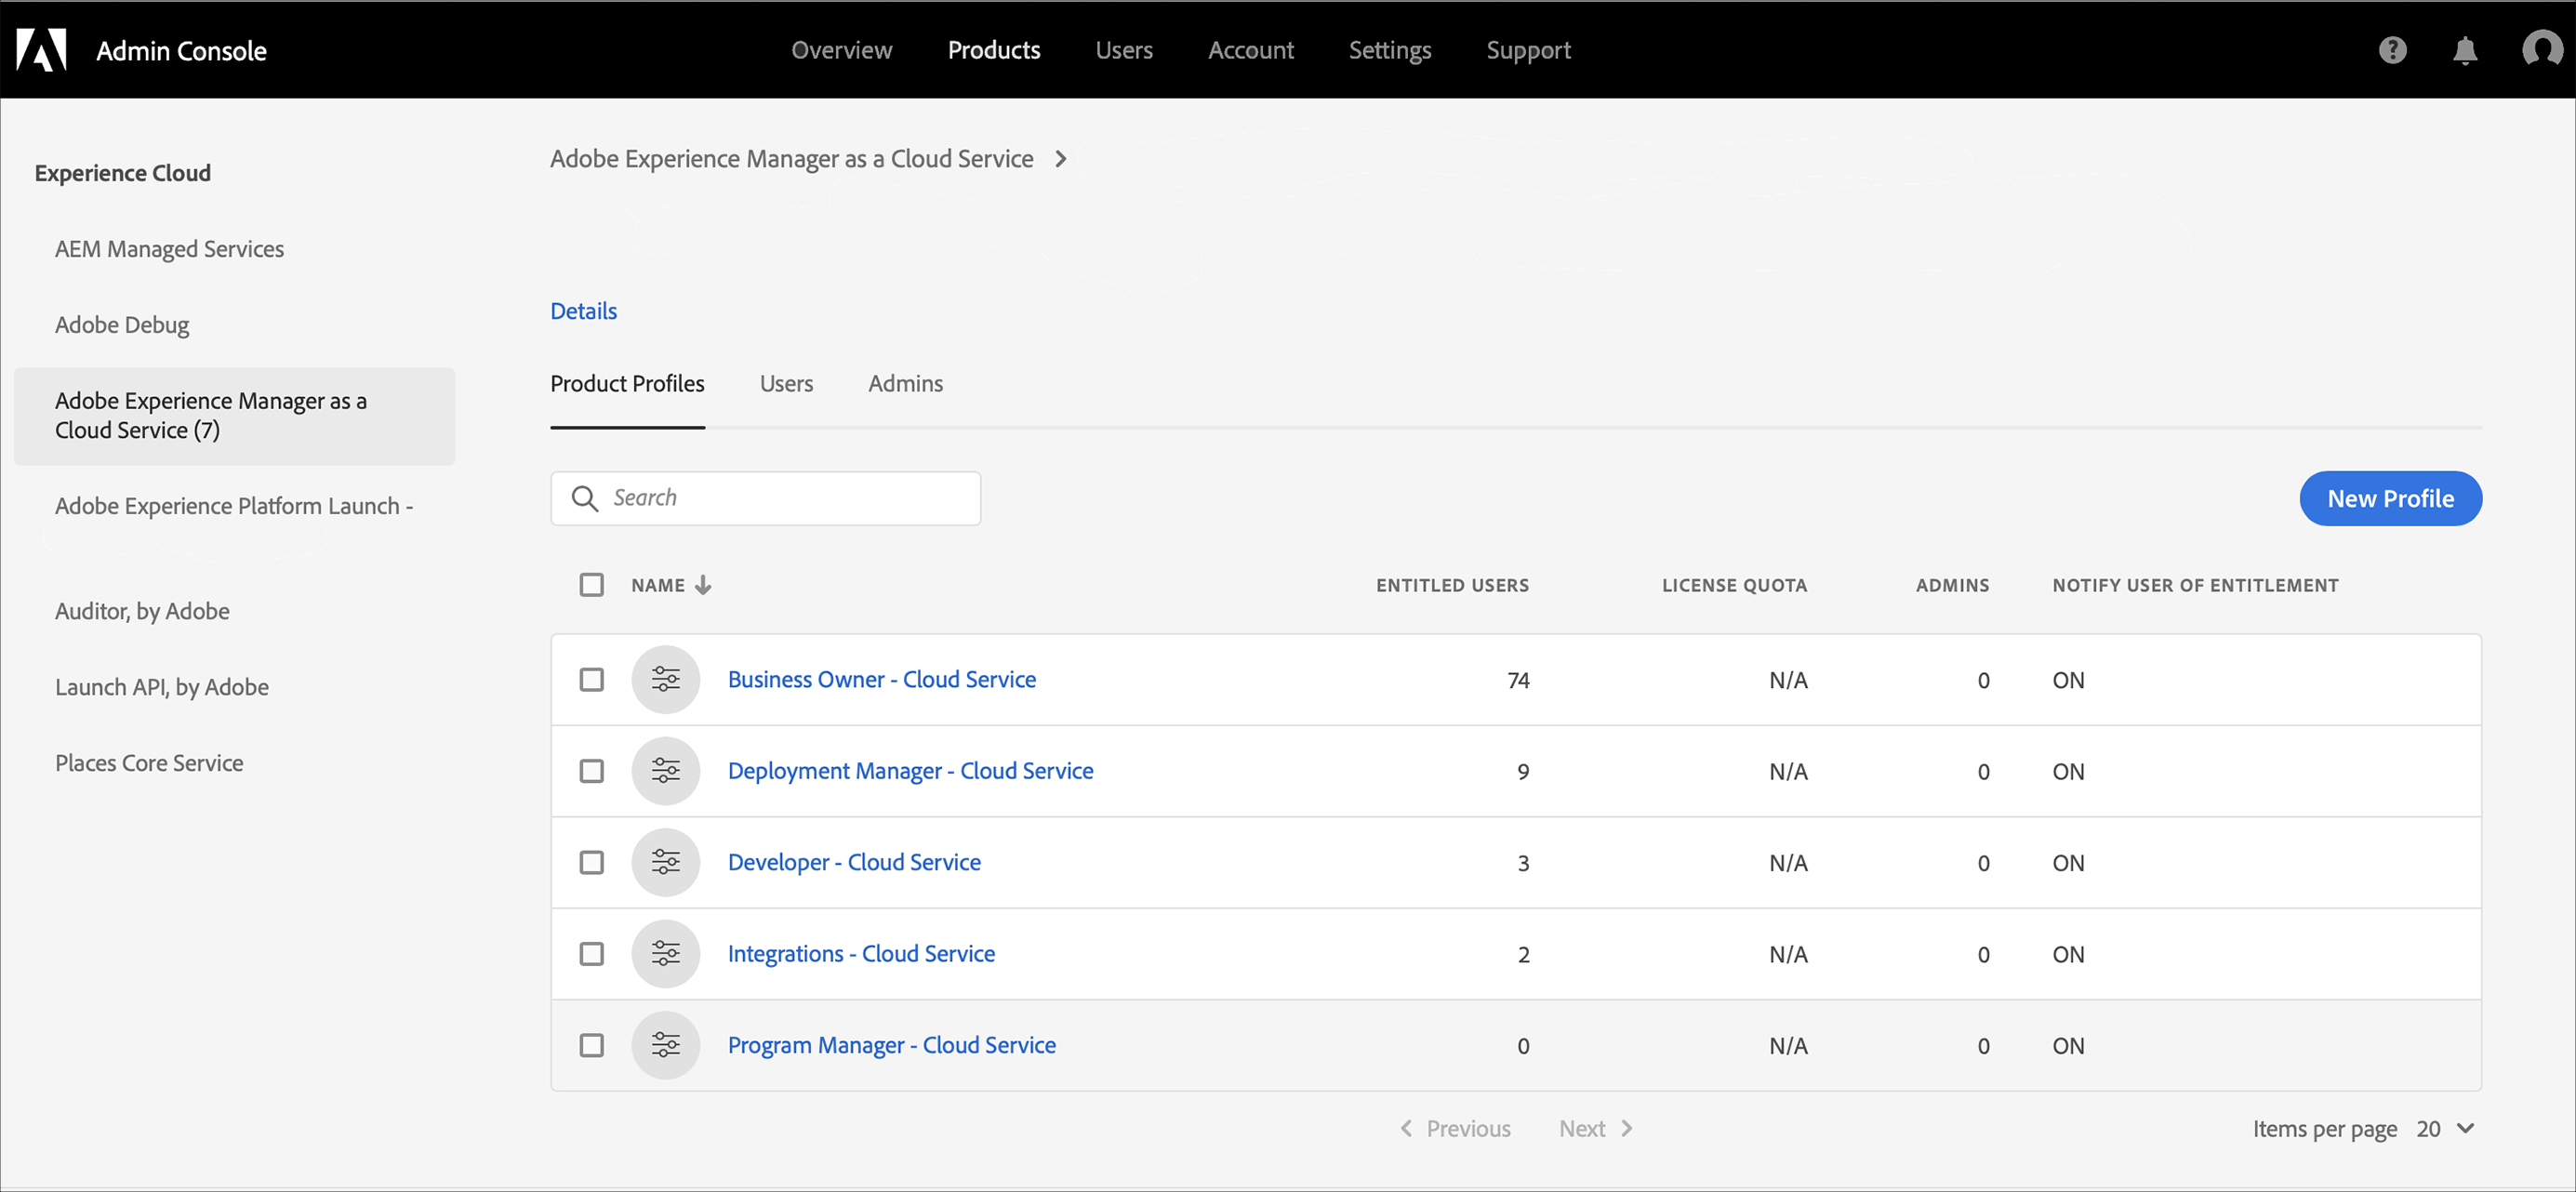 Admin Console
Overview
Products
Users
Account
Settings
Support
Experience Cloud
AEM Managed Services
Adobe Debug
Adobe Experience Manager as a
Cloud Service (7)
Adobe Experience Platform Launch -
Auditor, by Adobe
Launch API, by Adobe
Places Core Service
Adobe Experience Manager as a Cloud Service
Details
Product Profiles
Users
Admins
Search
New Profile
NAME ENTITLED USERS LICENSE QUOTA ADMINS NOTIFY USER OF ENTITLEMENT
Business Owner - Cloud Service 74 N/A 0 ON
Deployment Manager - Cloud Service 9 N/A 0 ON
Developer - Cloud Service 3 N/A 0 ON
Integrations - Cloud Service 2 N/A 0 ON
Program Manager - Cloud Service 0 N/A 0 ON
Previous Next Items per page 20